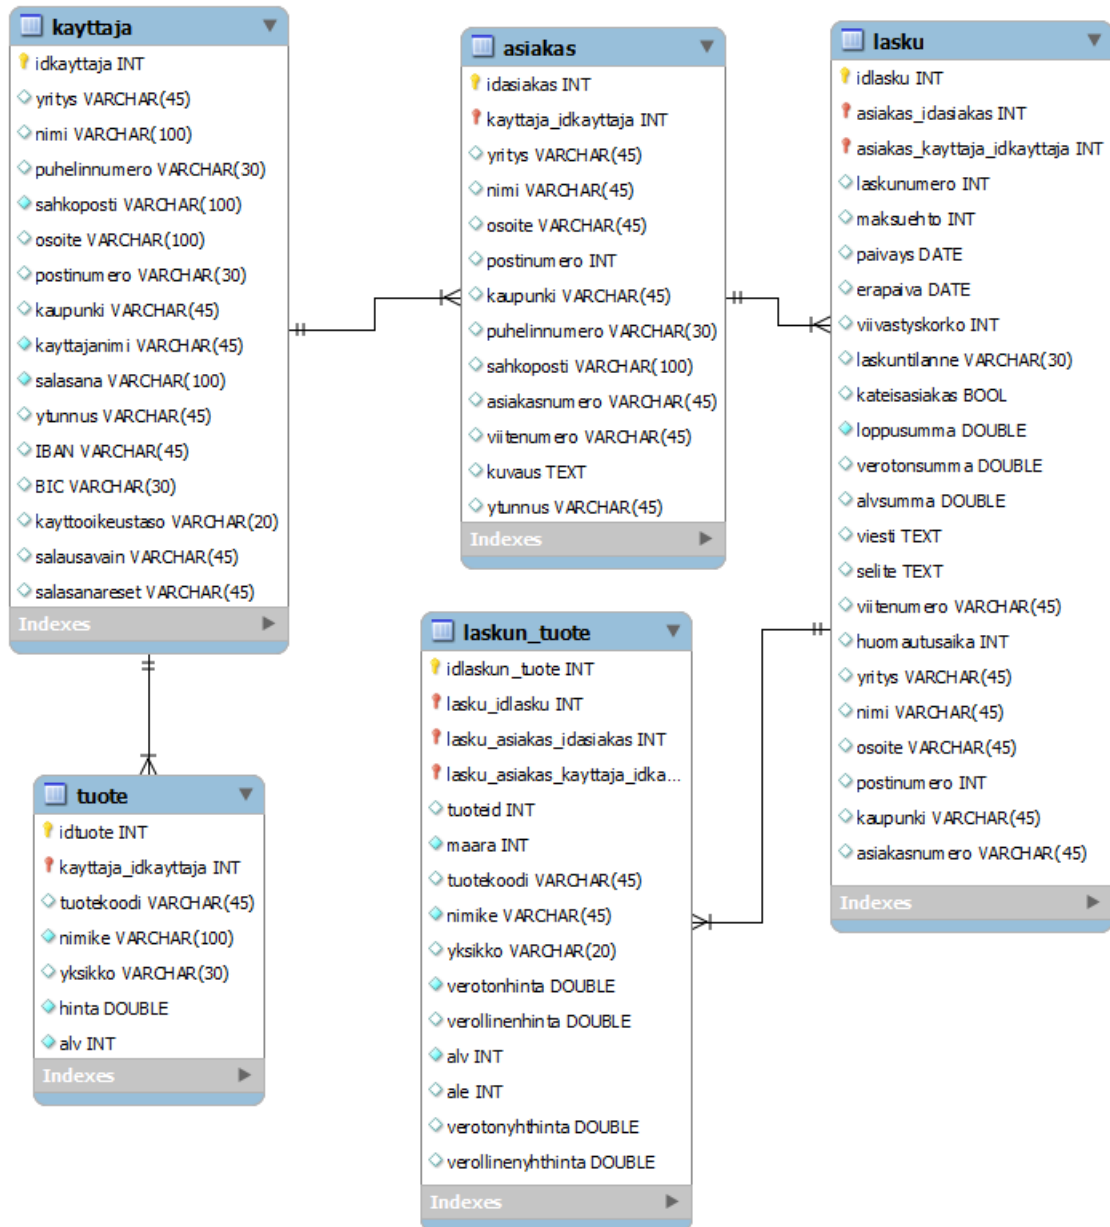 kayttaja
idkayttaja INT
yritys VARCHAR(45)
nimi VARCHAR(100)
puhelinnumero VARCHAR(30)
sahkoposti VARCHAR(100)
osoite VARCHAR(100)
postinumero VARCHAR(30)
kaupunki VARCHAR(45)
kayttajanimi VARCHAR(45)
salasana VARCHAR(100)
ytunnus VARCHAR(45)
IBAN VARCHAR(45)
BIC VARCHAR(30)
kayttooikeustaso VARCHAR(20)
salausavain VARCHAR(45)
salasanareset VARCHAR(45)
Indexes
asiakas
idasiakas INT
kayttaja_idkayttaja INT
yritys VARCHAR(45)
nimi VARCHAR(45)
osoite VARCHAR(45)
postinumero INT
kaupunki VARCHAR(45)
puhelinnumero VARCHAR(30)
sahkoposti VARCHAR(100)
asiakasnumero VARCHAR(45)
viitenumero VARCHAR(45)
kuvaus TEXT
ytunnus VARCHAR(45)
Indexes
lasku
idlasku INT
asiakas_idasiakas INT
asiakas_kayttaja_idkayttaja INT
laskunumero INT
maksuehto INT
paivays DATE
erapaiva DATE
viivastyskorko INT
laskuntilanne VARCHAR(30)
kateisasiakas BOOL
loppusumma DOUBLE
verotonsumma DOUBLE
alvsumma DOUBLE
viesti TEXT
selite TEXT
viitenumero VARCHAR(45)
huomautusaika INT
yritys VARCHAR(45)
nimi VARCHAR(45)
osoite VARCHAR(45)
postinumero INT
kaupunki VARCHAR(45)
asiakasnumero VARCHAR(45)
Indexes
tuote
idtuote INT
kayttaja_idkayttaja INT
tuotekoodi VARCHAR(45)
nimike VARCHAR(100)
yksikko VARCHAR(30)
hinta DOUBLE
alv INT
Indexes
laskun_tuote
idlaskun_tuote INT
lasku_idlasku INT
lasku_asiakas_idasiakas INT
lasku_asiakas_kayttaja_idka...
tuoteid INT
maara INT
tuotekoodi VARCHAR(45)
nimike VARCHAR(45)
yksikko VARCHAR(20)
verotonhinta DOUBLE
verollinenhinta DOUBLE
alv INT
ale INT
verotonyhthinta DOUBLE
verollinenyhthinta DOUBLE
Indexes